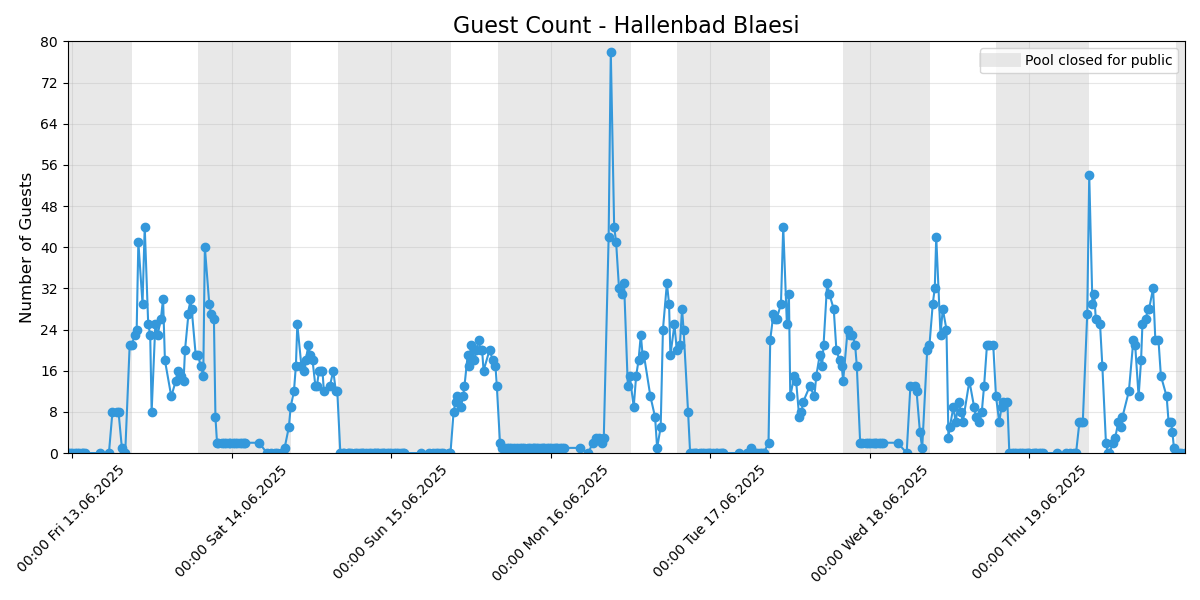 Guest Count - Hallenbad Blaesi
Pool closed for public
Number of Guests
80
72
64
56
48
40
32
24
16
8
0
00:00 Fri 13.06.2025
00:00 Sat 14.06.2025
00:00 Sun 15.06.2025
00:00 Mon 16.06.2025
00:00 Tue 17.06.2025
00:00 Wed 18.06.2025
00:00 Thu 19.06.2025